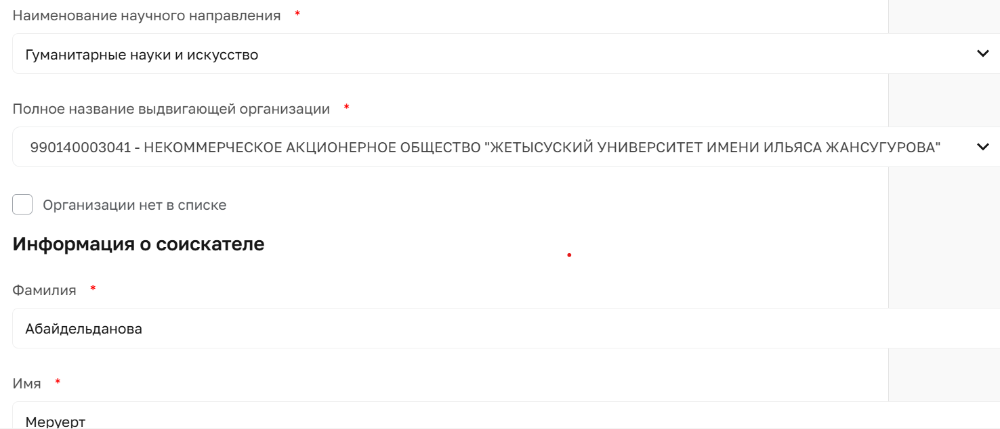 Наименование научного направления *
Гуманитарные науки и искусство
Полное название выдвигающей организации *
990140003041 - НЕКОММЕРЧЕСКОЕ АКЦИОНЕРНОЕ ОБЩЕСТВО "ЖЕТЫСУСКИЙ УНИВЕРСИТЕТ ИМЕНИ ИЛЬЯСА ЖАНСУГУРОВА"
Организации нет в списке
Информация о соискателе
Фамилия *
Абайдельданова
Имя *
Меруерт